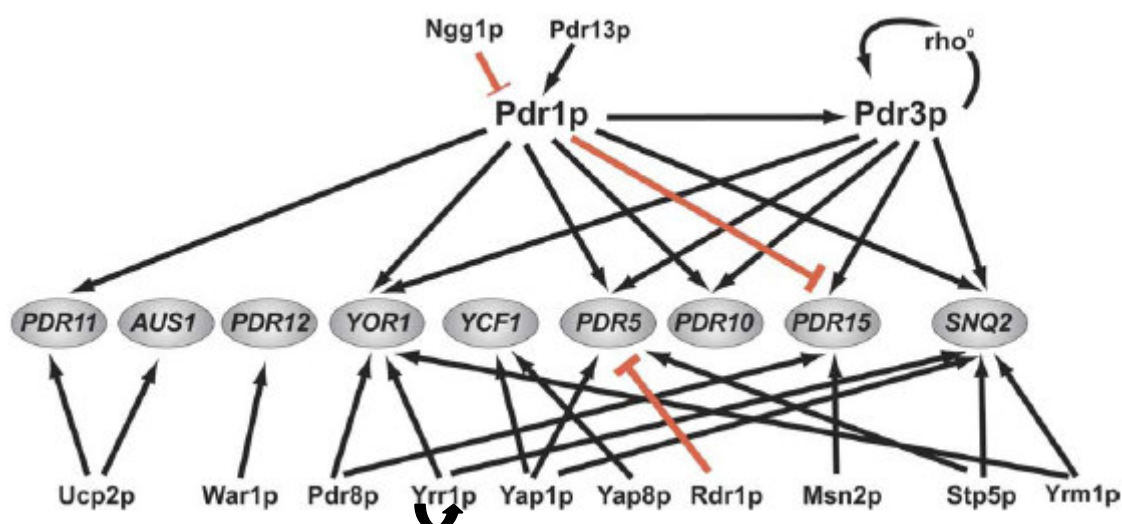 Ngg1p Pdr13p rho⁰
Pdr1p Pdr3p
PDR11 AUS1 PDR12 YOR1 YCF1 PDR5 PDR10 PDR15 SNQ2
Ucp2p War1p Pdr8p Yrr1p Yap1p Yap8p Rdr1p Msn2p Stp5p Yrm1p